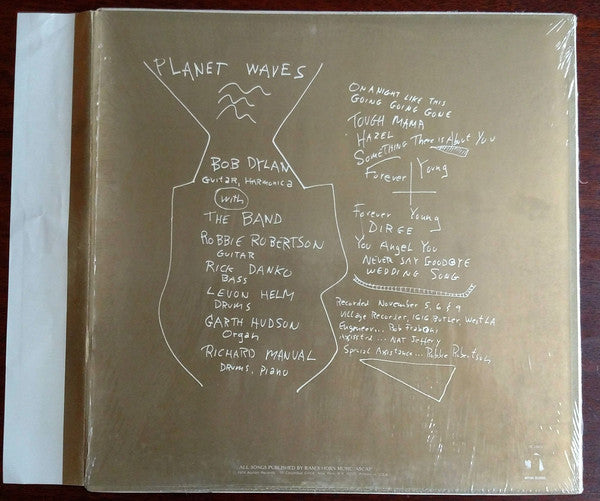 PLANET WAVES
BOB DYLAN
Guitar, HARMONICA
with
THE BAND
ROBBIE ROBERTSON
GUITAR
RICK DANKO
BASS
LEVON HELM
DRUMS
GARTH HUDSON
Organ
RICHARD MANUAL
DRUMS, Piano
ON A NIGHT LIKE THIS
GOING GOING GONE
TOUGH MAMA
HAZEL
SOMETHING There is About You
Forever Young
Forever Young
DIRGE
You Angel You
NEVER SAY GOODBYE
WEDDING SONG
Recorded November 5, 6, & 9
Village Recorder, 1616 Butler, West LA
Engineer... Rob Fraboni
Assisted... NAT Jeffery
Special Assistance... Robbie Robertson
ALL SONGS PUBLISHED BY RAM'S HORN MUSIC/ASCAP